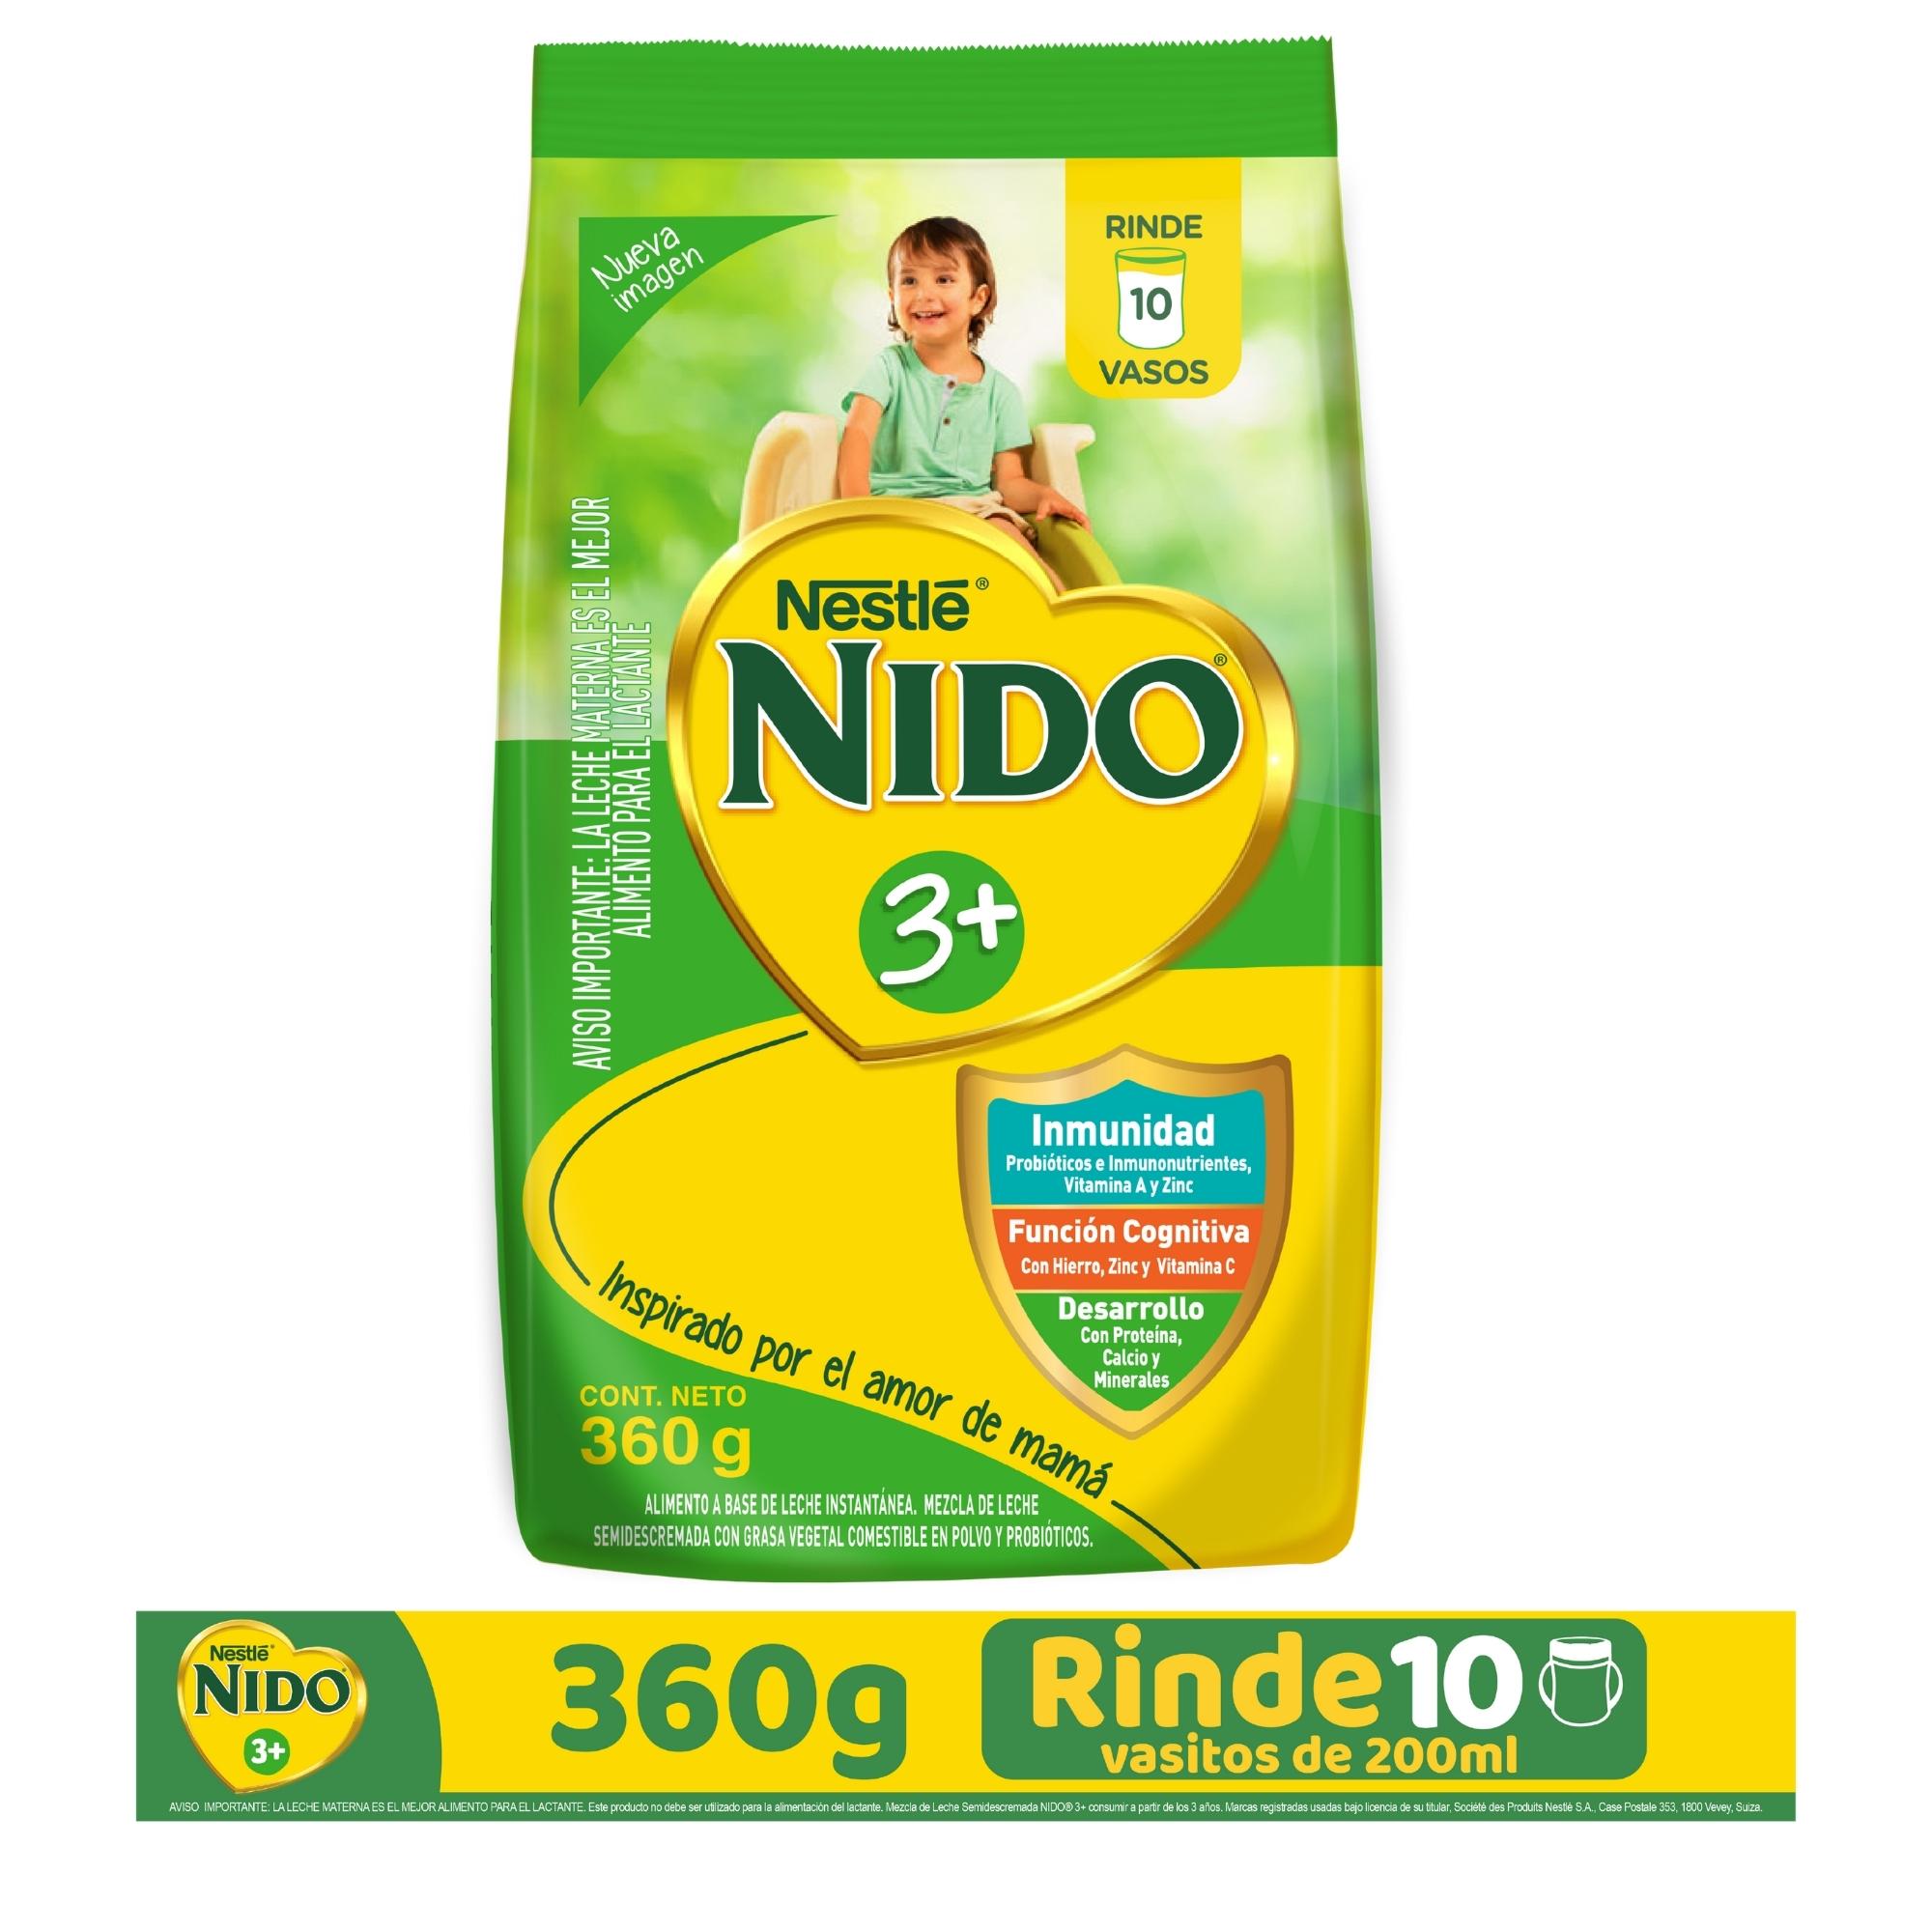 Nueva
imagen
RINDE
10
VASOS
AVISO IMPORTANTE: LA LECHE MATERNA ES EL MEJOR
ALIMENTO PARA EL LACTANTE
Nestlé®
NIDO®
3+
Inmunidad
Probióticos e Inmunonutrientes,
Vitamina A y Zinc
Función Cognitiva
Con Hierro, Zinc y Vitamina C
Desarrollo
Con Proteína,
Calcio y
Minerales
Inspirado por el amor de mamá
CONT. NETO
360 g
ALIMENTO A BASE DE LECHE INSTANTÁNEA. MEZCLA DE LECHE
SEMIDESCREMADA CON GRASA VEGETAL COMESTIBLE EN POLVO Y PROBIÓTICOS.
Nestlé®
NIDO®
3+
360g
Rinde 10
vasitos de 200ml
AVISO IMPORTANTE: LA LECHE MATERNA ES EL MEJOR ALIMENTO PARA EL LACTANTE. Este producto no debe ser utilizado para la alimentación del lactante. Mezcla de Leche Semidescremada NIDO® 3+ consumir a partir de los 3 años. Marcas registradas usadas bajo licencia de su titular, Société des Produits Nestlé S.A., Case Postale 353, 1800 Vevey, Suiza.